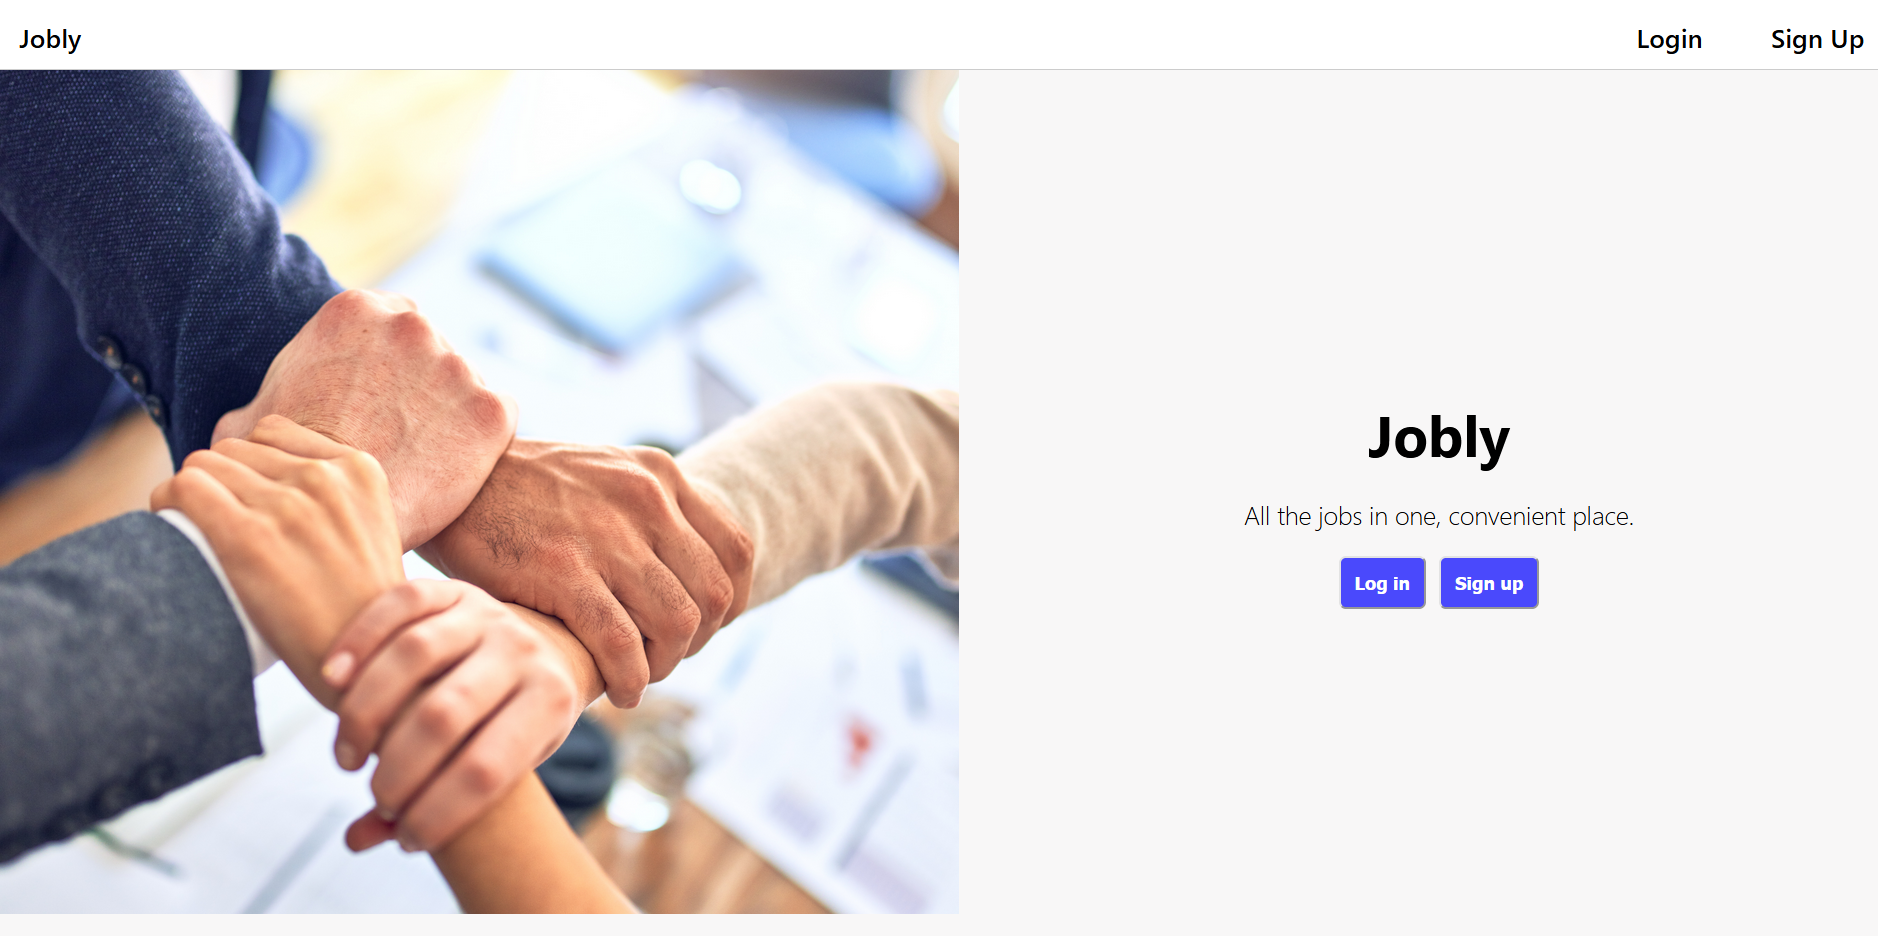 Jobly
Login
Sign Up
Jobly
All the jobs in one, convenient place.
Log in
Sign up